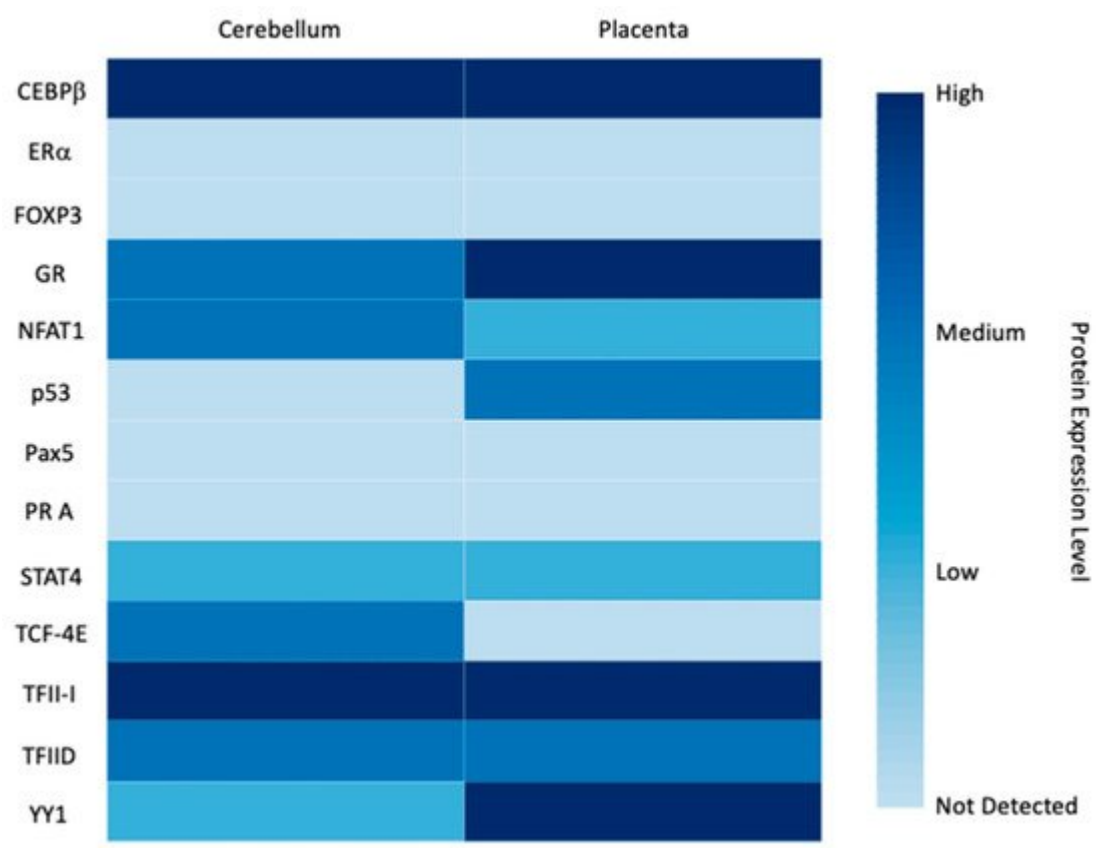 Cerebellum Placenta
CEBPβ
ERα
FOXP3
GR
NFAT1
p53
Pax5
PR A
STAT4
TCF-4E
TFII-I
TFIID
YY1
High
Medium
Low
Not Detected
Protein Expression Level